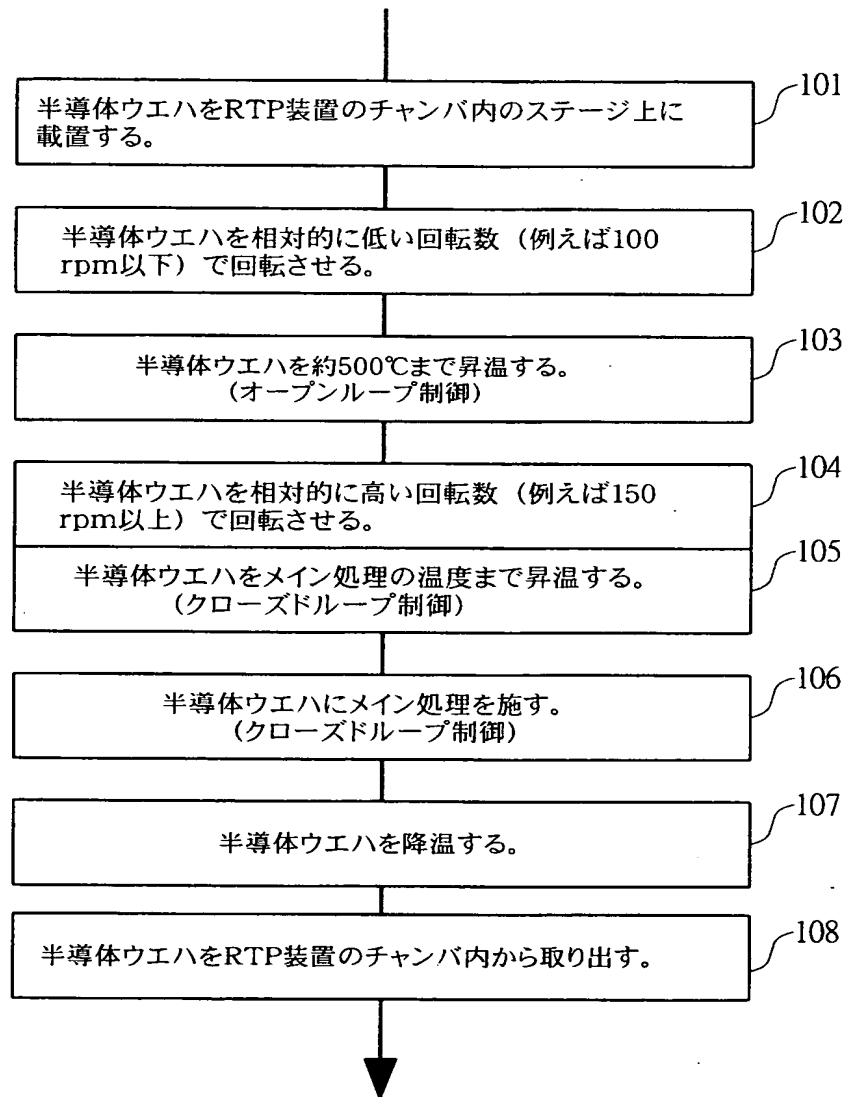 101
半導体ウエハをRTP装置のチャンバ内のステージ上に
載置する。
102
半導体ウエハを相対的に低い回転数（例えば100
rpm以下）で回転させる。
103
半導体ウエハを約500℃まで昇温する。
(オープンループ制御)
104
半導体ウエハを相対的に高い回転数（例えば150
rpm以上）で回転させる。
105
半導体ウエハをメイン処理の温度まで昇温する。
(クローズドループ制御)
106
半導体ウエハにメイン処理を施す。
(クローズドループ制御)
107
半導体ウエハを降温する。
108
半導体ウエハをRTP装置のチャンバ内から取り出す。